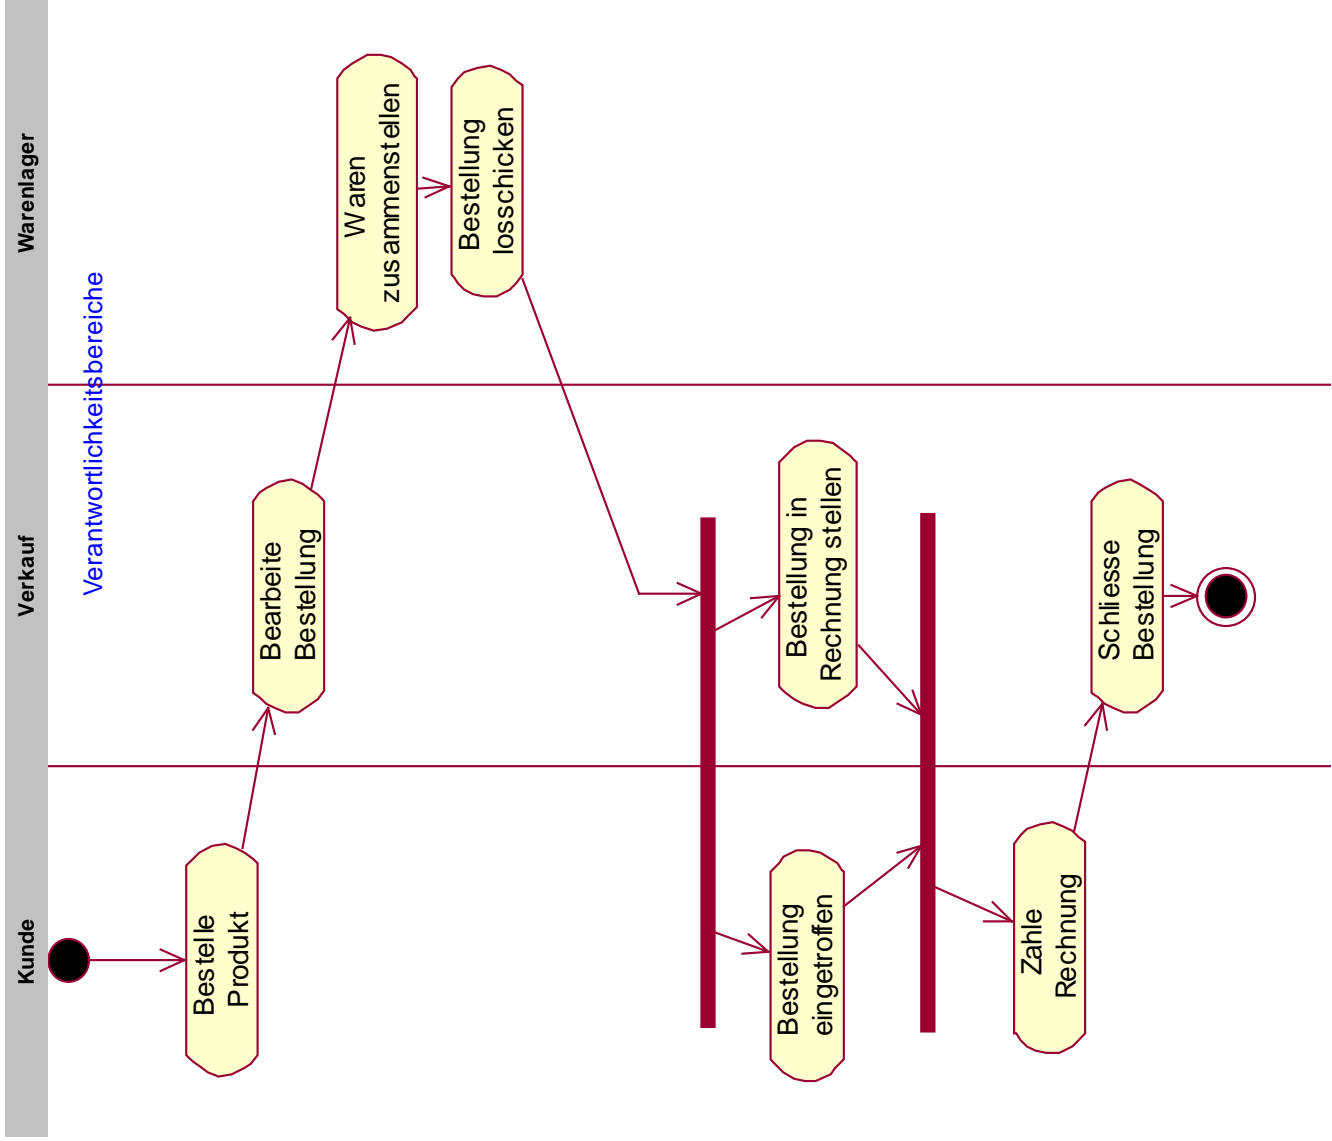 Kunde
Verkauf
Warenlager
Verantwortlichkeitsbereiche
Bestelle
Produkt
Bearbeite
Bestellung
Waren
zusammenstellen
Bestellung
losschicken
Bestellung in
Rechnung stellen
Bestellung
eingetroffen
Zahle
Rechnung
Schliesse
Bestellung